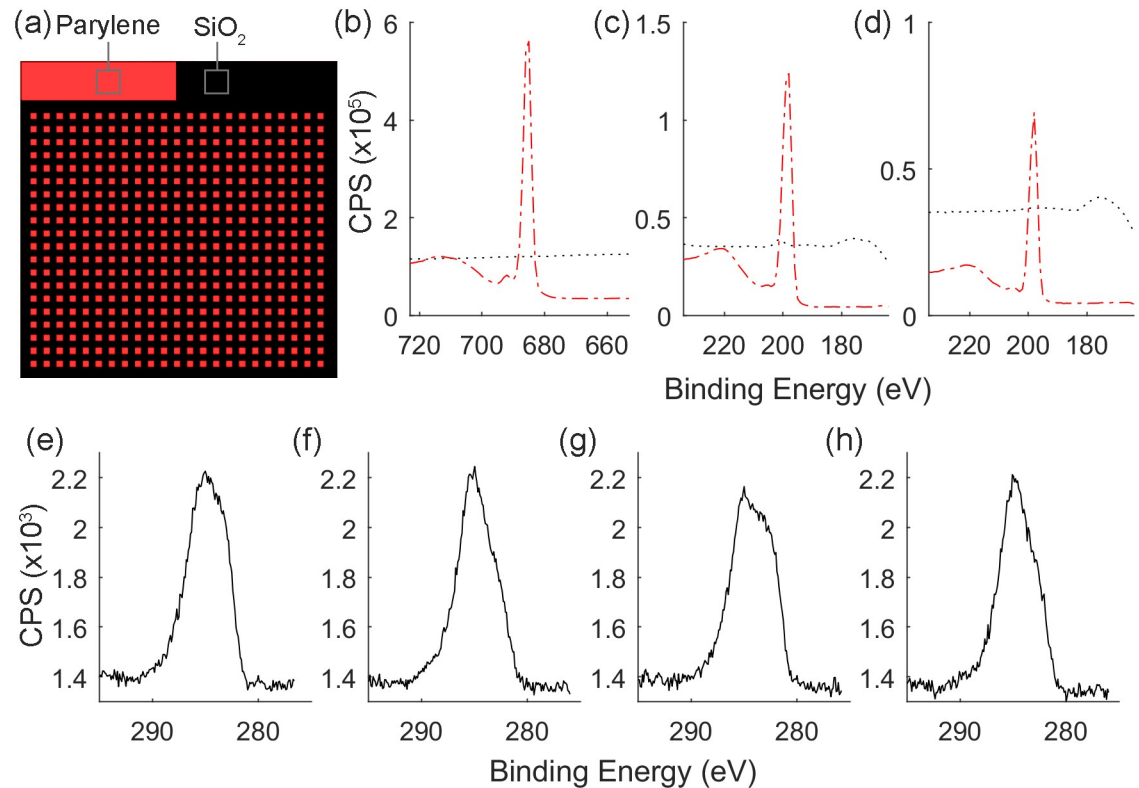 (a) Parylene SiO₂
(b)
(c)
(d)
CPS (x10⁵)
6
4
2
0
720 700 680 660
1.5
1
0.5
0
220 200 180
1
0.5
0
220 200 180
Binding Energy (eV)
(e)
(f)
(g)
(h)
CPS (x10³)
2.2
2
1.8
1.6
1.4
290 280
2.2
2
1.8
1.6
1.4
290 280
2.2
2
1.8
1.6
1.4
290 280
2.2
2
1.8
1.6
1.4
290 280
Binding Energy (eV)